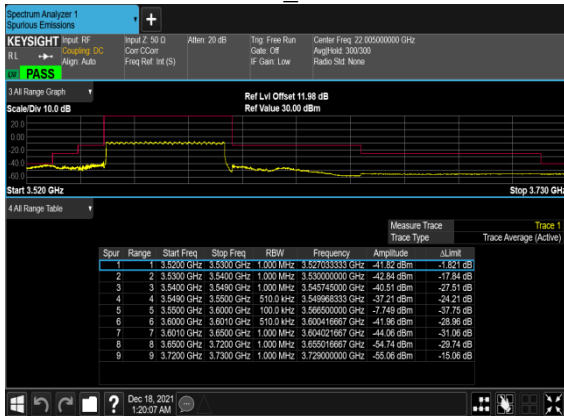 Spectrum Analyzer 1
Spurious Emissions
KEYSIGHT Input: RF Input Z: 50 Ω Atten: 20 dB Trig: Free Run Center Freq: 22.005000000 GHz
RL Coupling: DC Corr CCorr Gate: Off Avg|Hold: 300/300
Align: Auto Freq Ref: Int (S) IF Gain: Low Radio Std: None
PASS
3 All Range Graph Ref Lvl Offset 11.98 dB
Scale/Div 10.0 dB Ref Value 30.00 dBm
20.0
0.00
-20.0
-40.0
-60.0
Start 3.520 GHz Stop 3.730 GHz
4 All Range Table
Measure Trace Trace 1
Trace Type Trace Average (Active)
Spur Range Start Freq Stop Freq RBW Frequency Amplitude ΔLimit
1 1 3.5200 GHz 3.5300 GHz 1.000 MHz 3.527033333 GHz -41.82 dBm -1.821 dB
2 2 3.5300 GHz 3.5400 GHz 1.000 MHz 3.530000000 GHz -42.84 dBm -17.84 dB
3 3 3.5400 GHz 3.5490 GHz 1.000 MHz 3.545745000 GHz -40.51 dBm -27.51 dB
4 4 3.5490 GHz 3.5500 GHz 510.0 kHz 3.549968333 GHz -37.21 dBm -24.21 dB
5 5 3.5500 GHz 3.6000 GHz 100.0 kHz 3.566500000 GHz -7.749 dBm -37.75 dB
6 6 3.6000 GHz 3.6010 GHz 510.0 kHz 3.600416667 GHz -41.96 dBm -28.96 dB
7 7 3.6010 GHz 3.6500 GHz 1.000 MHz 3.604021667 GHz -44.06 dBm -31.06 dB
8 8 3.6500 GHz 3.7200 GHz 1.000 MHz 3.655016667 GHz -54.74 dBm -29.74 dB
9 9 3.7200 GHz 3.7300 GHz 1.000 MHz 3.729000000 GHz -55.06 dBm -15.06 dB
Dec 18, 2021
1:20:07 AM